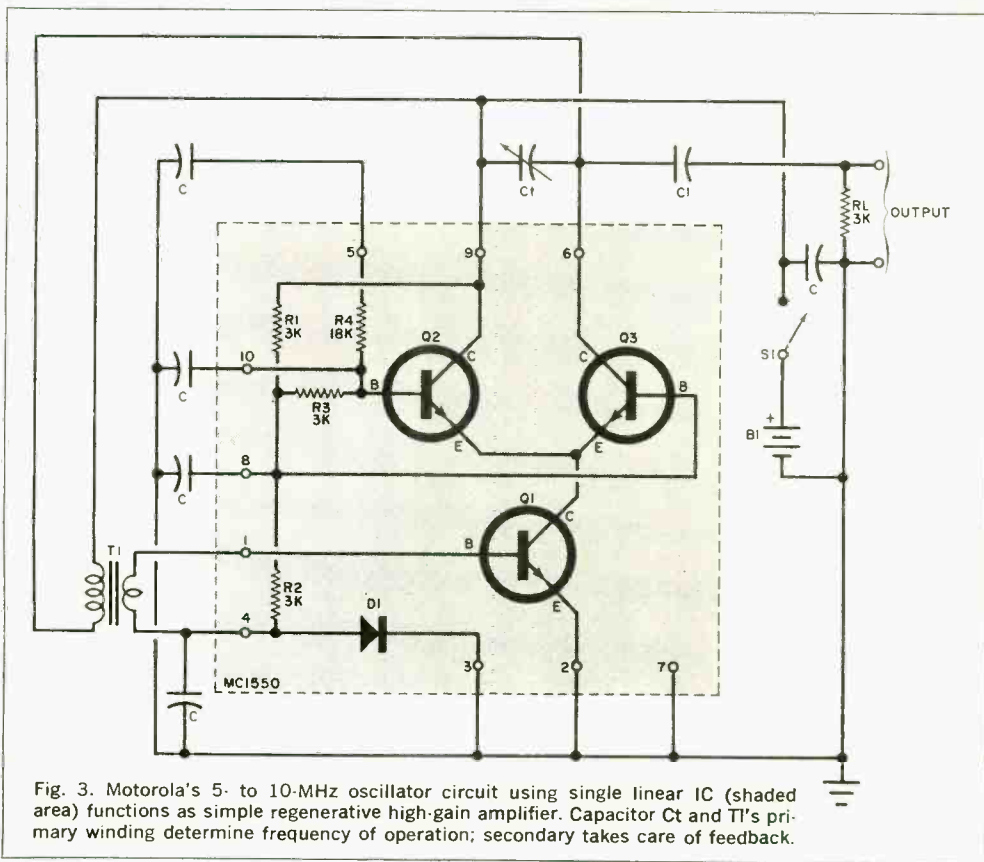 Ct
C1
C
RL
3K
OUTPUT
5
9
6
C
R1
3K
R4
18K
Q2
Q3
S1
10
C
C
B
B
C
R3
3K
E
E
B1
+
8
C
Q1
C
1
B
T1
R2
3K
E
D1
4
3
2
7
MC1550
C
Fig. 3. Motorola's 5- to 10-MHz oscillator circuit using single linear IC (shaded
area) functions as simple regenerative high-gain amplifier. Capacitor Ct and T1's pri-
mary winding determine frequency of operation; secondary takes care of feedback.